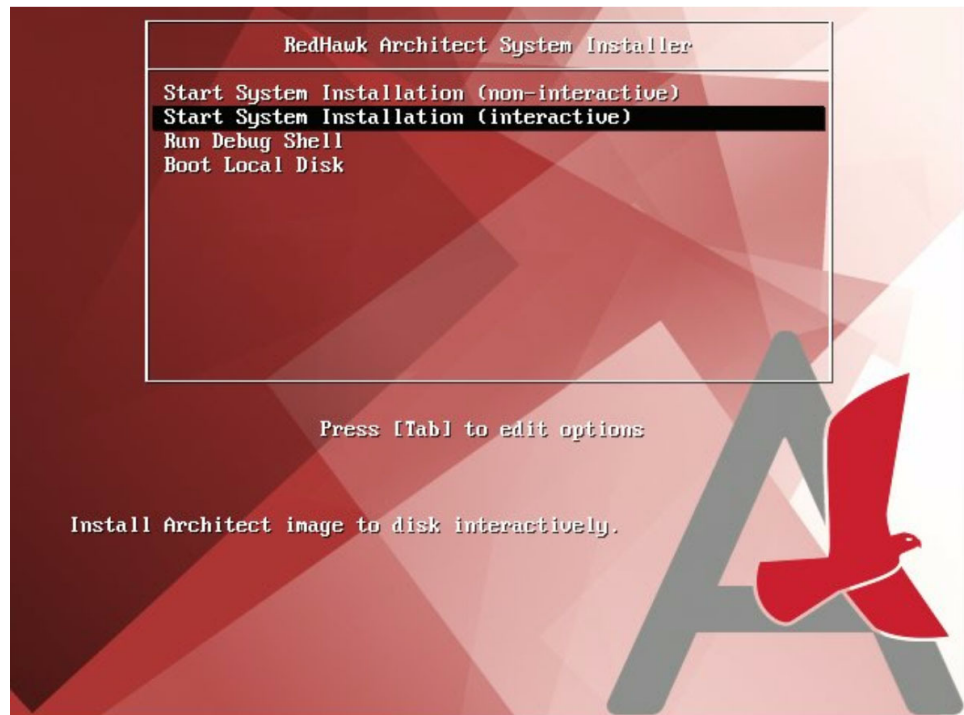 RedHawk Architect System Installer
Start System Installation (non-interactive)
Start System Installation (interactive)
Run Debug Shell
Boot Local Disk
Press [Tab] to edit options
Install Architect image to disk interactively.